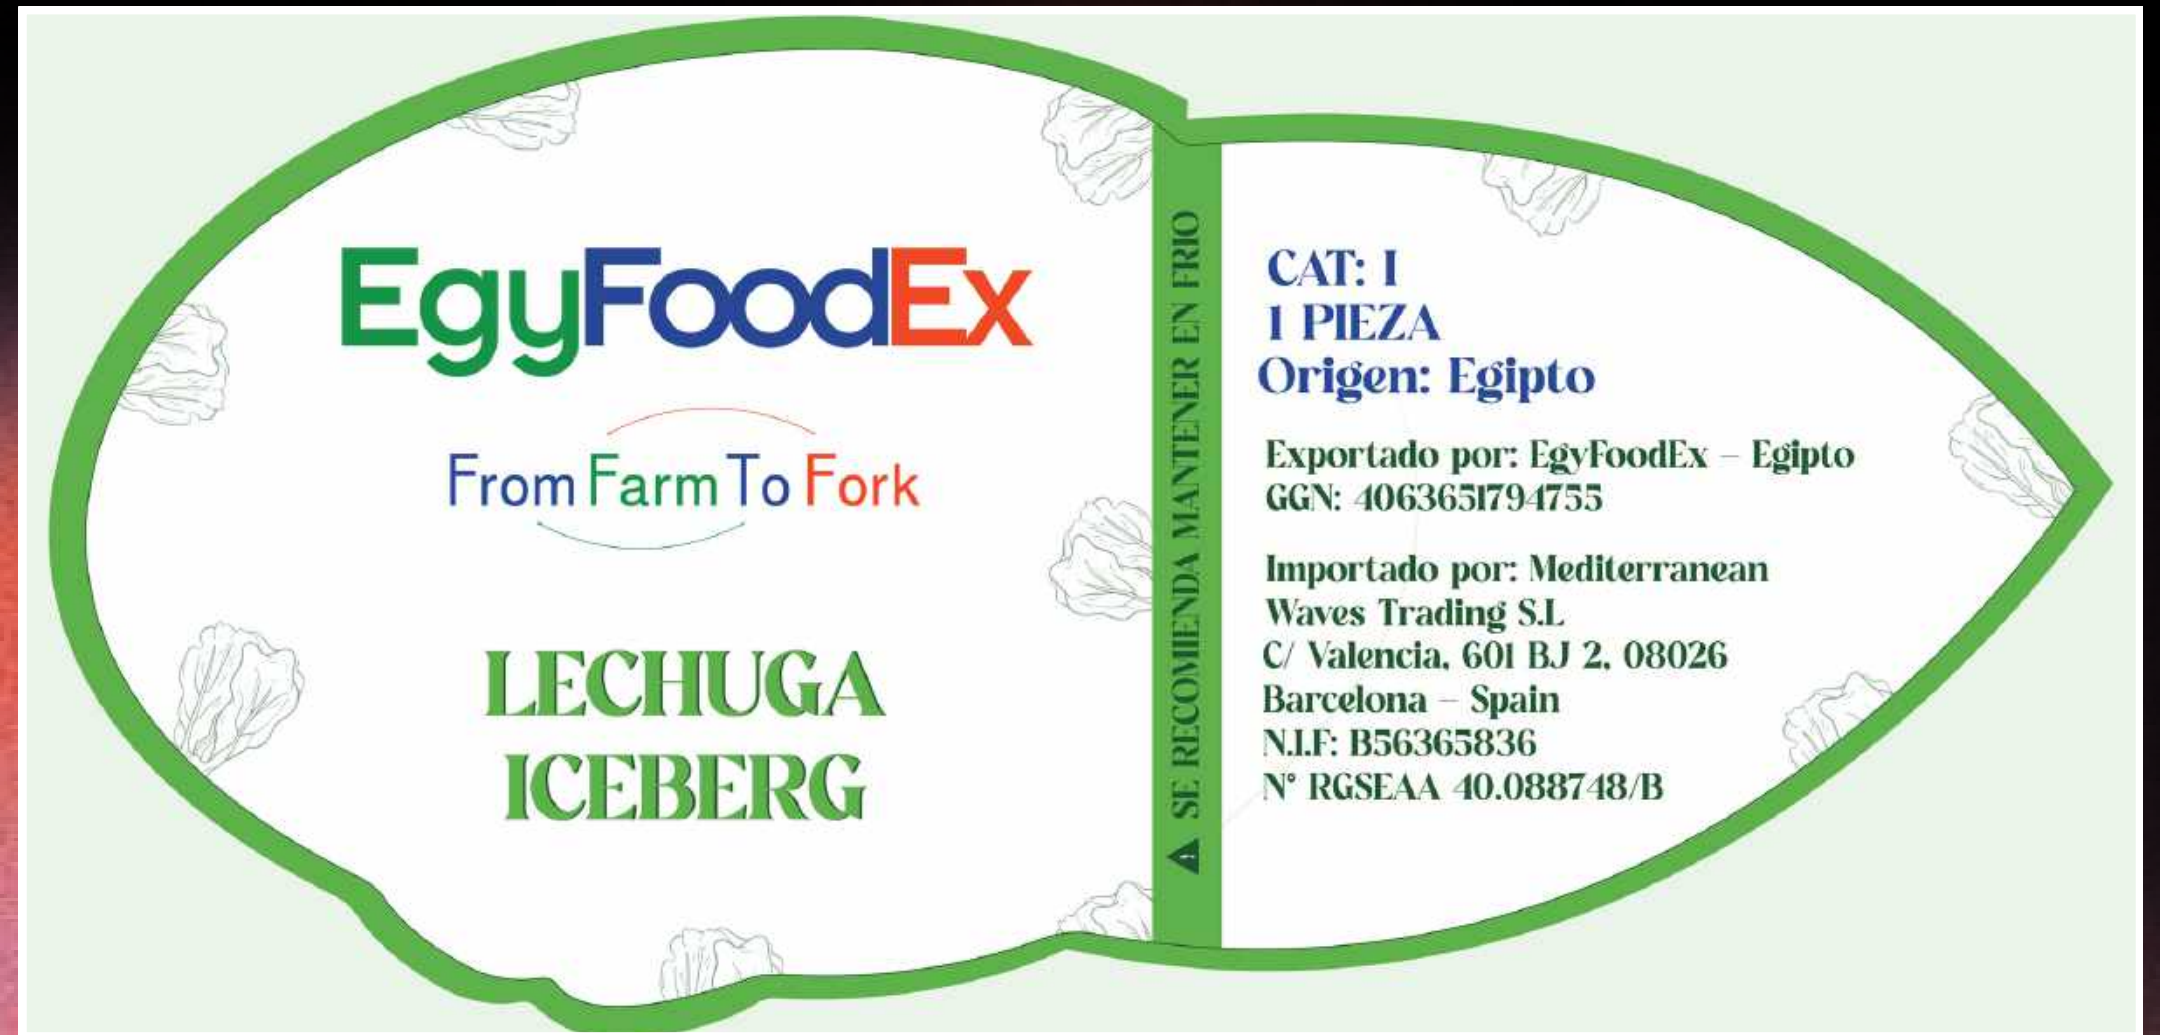 EgyFoodEx
From Farm To Fork
LECHUGA
ICEBERG
SE RECOMIENDA MANTENER EN FRIO
CAT: I
1 PIEZA
Origen: Egipto
Exportado por: EgyFoodEx – Egipto
GGN: 4063651794755
Importado por: Mediterranean
Waves Trading S.L
C/ Valencia, 601 BJ 2, 08026
Barcelona – Spain
N.I.F: B56365836
N° RGSEAA 40.088748/B